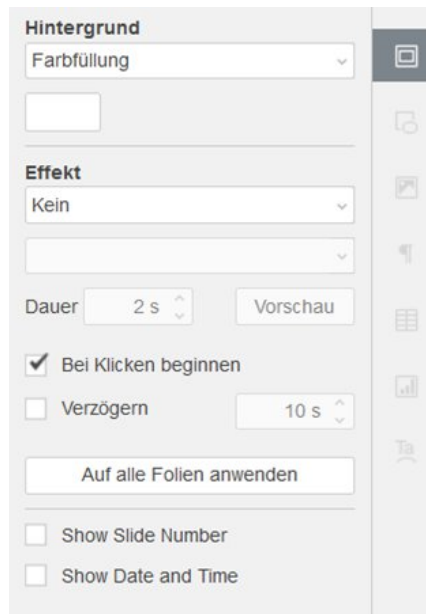 Hintergrund
Farbfüllung
Effekt
Kein
Dauer 2 s Vorschau
Bei Klicken beginnen
Verzögern 10 s
Auf alle Folien anwenden
Show Slide Number
Show Date and Time
Ta